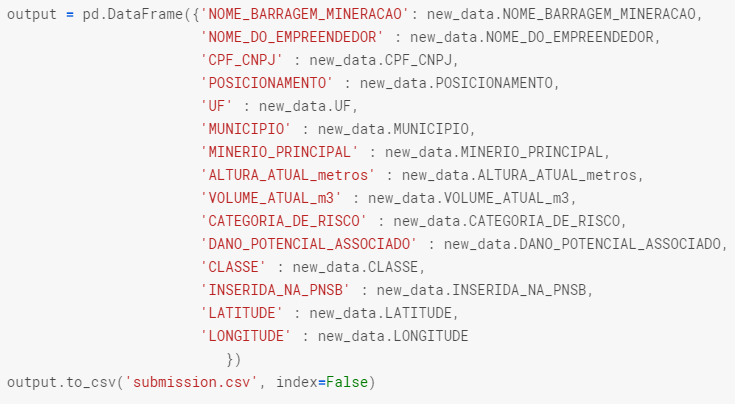 output = pd.DataFrame({'NOME_BARRAGEM_MINERACAO': new_data.NOME_BARRAGEM_MINERACAO,
'NOME_DO_EMPREENDEDOR' : new_data.NOME_DO_EMPREENDEDOR,
'CPF_CNPJ' : new_data.CPF_CNPJ,
'POSICIONAMENTO' : new_data.POSICIONAMENTO,
'UF' : new_data.UF,
'MUNICIPIO' : new_data.MUNICIPIO,
'MINERIO_PRINCIPAL' : new_data.MINERIO_PRINCIPAL,
'ALTURA_ATUAL_metros' : new_data.ALTURA_ATUAL_metros,
'VOLUME_ATUAL_m3' : new_data.VOLUME_ATUAL_m3,
'CATEGORIA_DE_RISCO' : new_data.CATEGORIA_DE_RISCO,
'DANO_POTENCIAL_ASSOCIADO' : new_data.DANO_POTENCIAL_ASSOCIADO,
'CLASSE' : new_data.CLASSE,
'INSERIDA_NA_PNSB' : new_data.INSERIDA_NA_PNSB,
'LATITUDE' : new_data.LATITUDE,
'LONGITUDE' : new_data.LONGITUDE
})
output.to_csv('submission.csv', index=False)